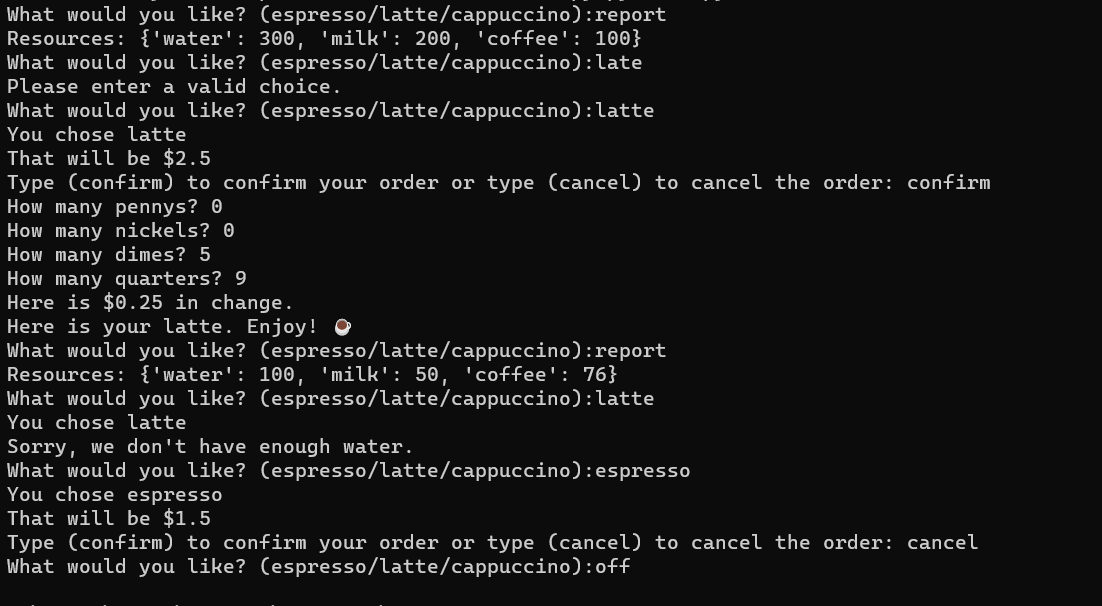 What would you like? (espresso/latte/cappuccino):report
Resources: {'water': 300, 'milk': 200, 'coffee': 100}
What would you like? (espresso/latte/cappuccino):late
Please enter a valid choice.
What would you like? (espresso/latte/cappuccino):latte
You chose latte
That will be $2.5
Type (confirm) to confirm your order or type (cancel) to cancel the order: confirm
How many pennys? 0
How many nickels? 0
How many dimes? 5
How many quarters? 9
Here is $0.25 in change.
Here is your latte. Enjoy! ☕
What would you like? (espresso/latte/cappuccino):report
Resources: {'water': 100, 'milk': 50, 'coffee': 76}
What would you like? (espresso/latte/cappuccino):latte
You chose latte
Sorry, we don't have enough water.
What would you like? (espresso/latte/cappuccino):espresso
You chose espresso
That will be $1.5
Type (confirm) to confirm your order or type (cancel) to cancel the order: cancel
What would you like? (espresso/latte/cappuccino):off